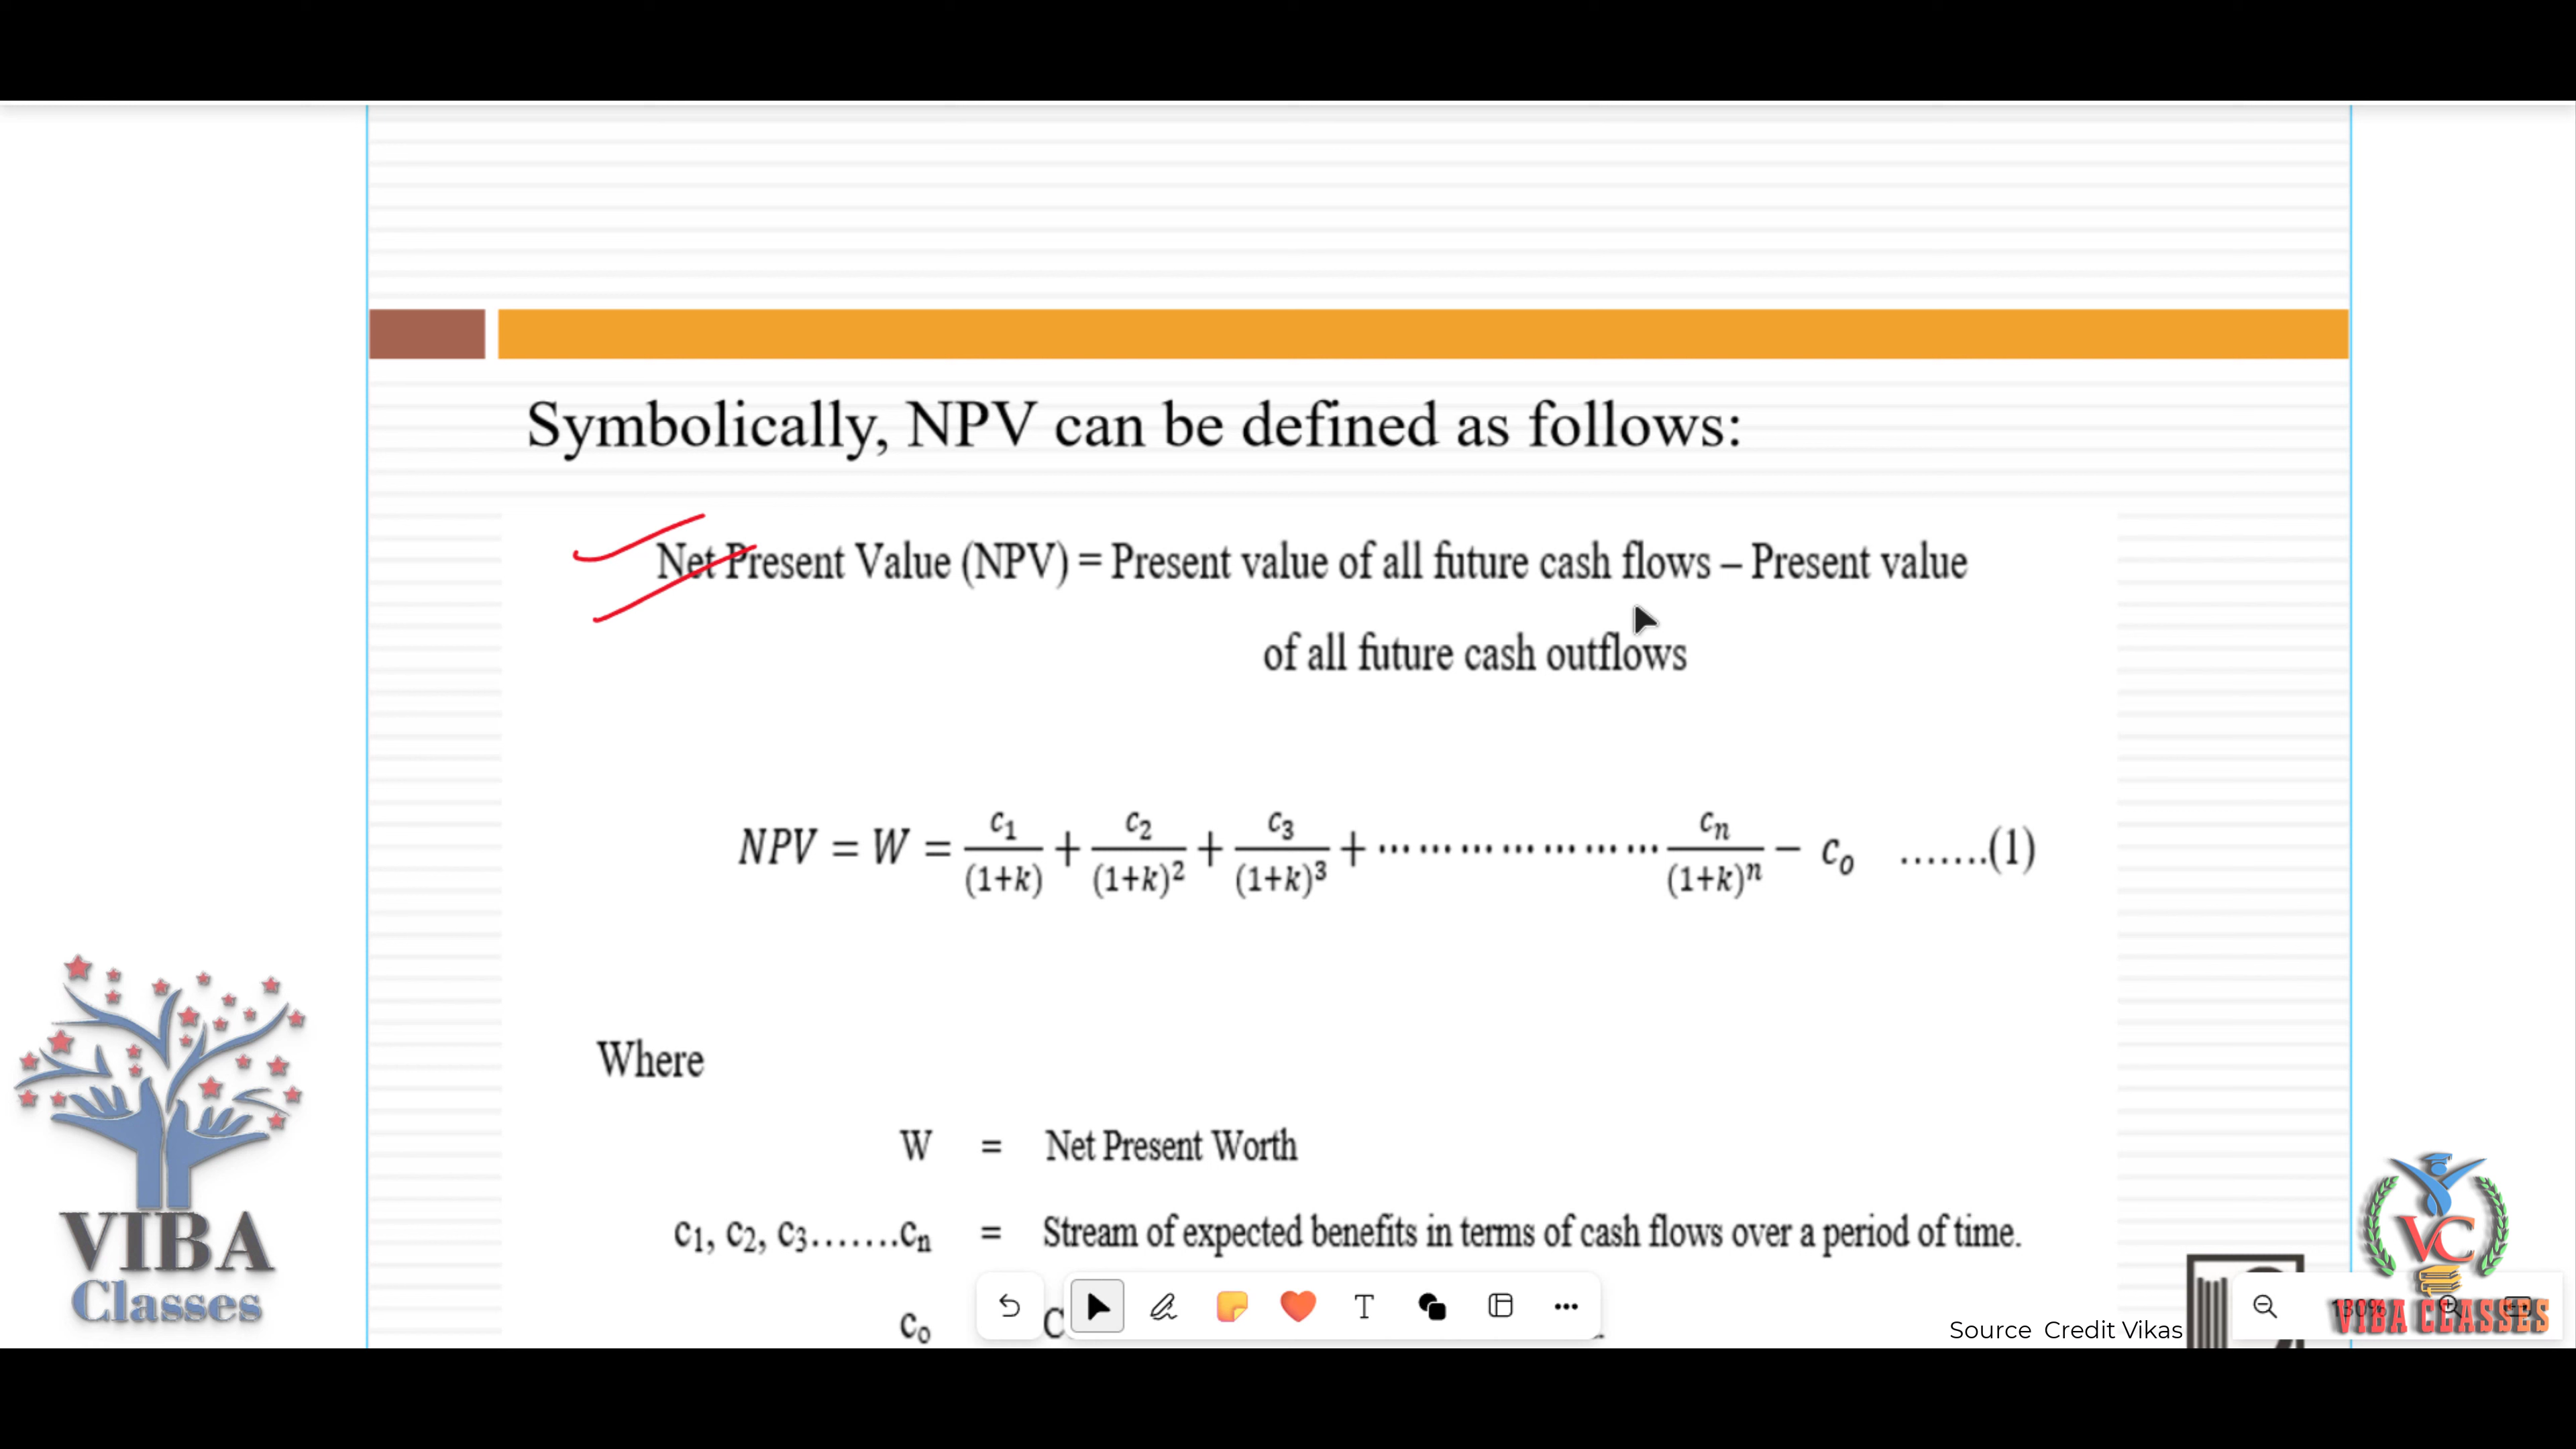 Symbolically, NPV can be defined as follows:
Net Present Value (NPV) = Present value of all future cash flows – Present value
of all future cash outflows
NPV = W = c₁/(1+k) + c₂/(1+k)² + c₃/(1+k)³ + ………………… cₙ/(1+k)ⁿ − c₀ …….(1)
Where
W = Net Present Worth
c₁, c₂, c₃…….cₙ = Stream of expected benefits in terms of cash flows over a period of time.
c₀ = C
VIBA
Classes
T
Source Credit Vikas
130%
VC
VIBA CLASSES